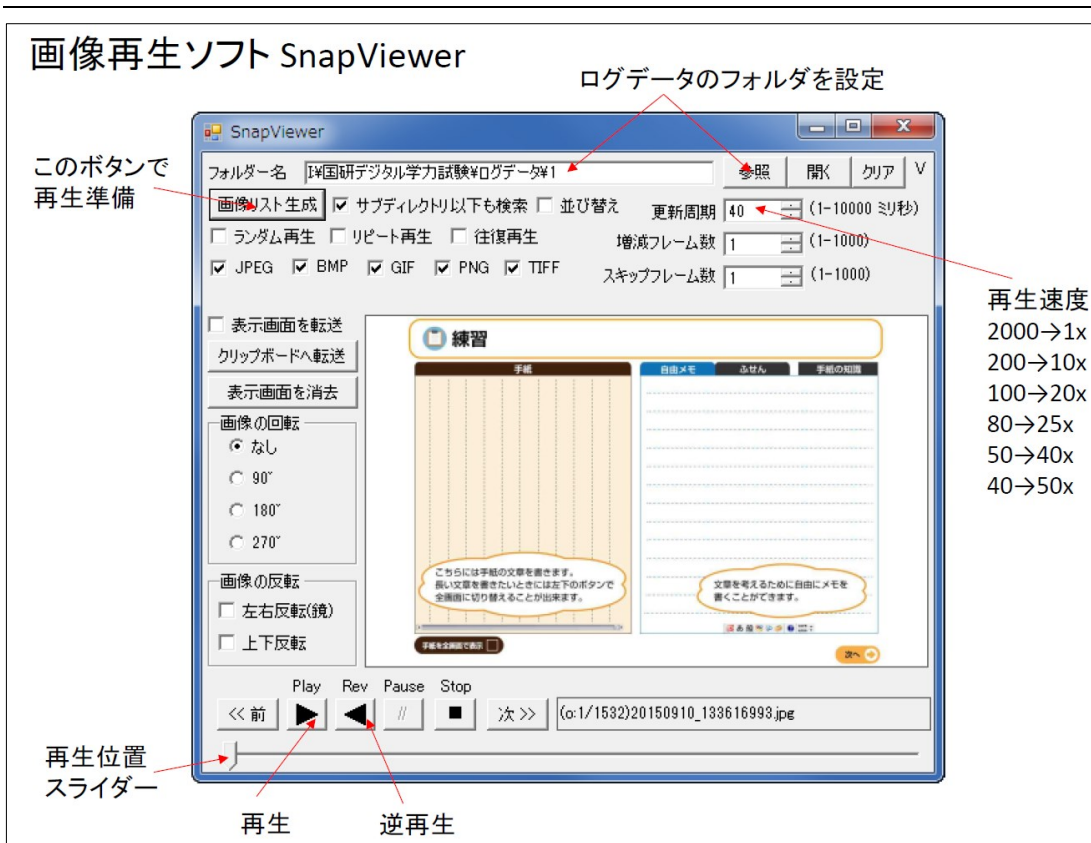 画像再生ソフト SnapViewer
ログデータのフォルダを設定
SnapViewer
このボタンで
再生準備
フォルダー名 I¥国研デジタル学力試験¥ログデータ¥1 参照 開く クリア V
画像リスト生成 サブディレクトリ以下も検索 並び替え 更新周期 40 (1-10000 ミリ秒)
ランダム再生 リピート再生 往復再生 増減フレーム数 1 (1-1000)
JPEG BMP GIF PNG TIFF スキップフレーム数 1 (1-1000)
再生速度
2000→1x
200→10x
100→20x
80→25x
50→40x
40→50x
表示画面を転送
クリップボードへ転送
表示画面を消去
画像の回転
なし
90°
180°
270°
画像の反転
左右反転(鏡)
上下反転
練習
手紙 自由メモ ふせん 手紙の知識
こちらには手紙の文章を書きます。
長い文章を書きたいときには左下のボタンで
全画面に切り替えることが出来ます。
文章を考えるために自由にメモを
書くことができます。
手紙を全画面で表示
次へ
Play Rev Pause Stop
<< 前 // 次 >> (o:1/1532)20150910_133616993.jpg
再生位置
スライダー
再生 逆再生